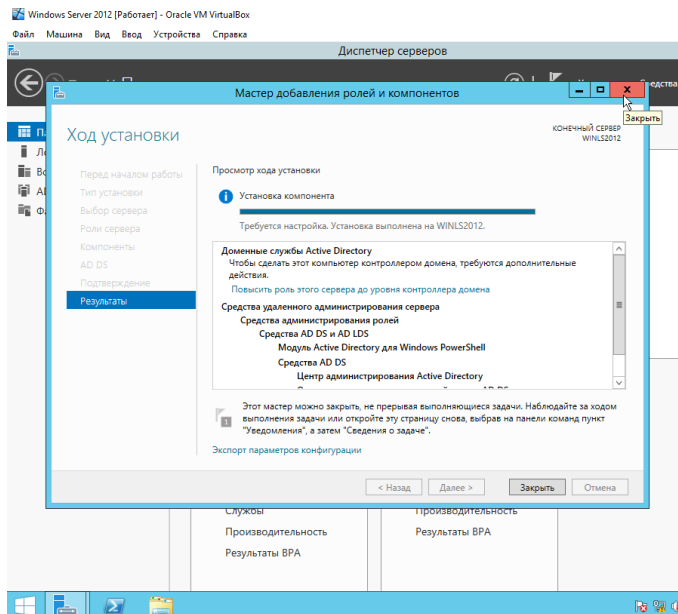 Windows Server 2012 [Работает] - Oracle VM VirtualBox
Файл Машина Вид Ввод Устройства Справка
Диспетчер серверов
Мастер добавления ролей и компонентов
Закрыть
Ход установки
КОНЕЧНЫЙ СЕРВЕР
WINLS2012
Перед началом работы
Тип установки
Выбор сервера
Роли сервера
Компоненты
AD DS
Подтверждение
Результаты
Просмотр хода установки
Установка компонента
Требуется настройка. Установка выполнена на WINLS2012.
Доменные службы Active Directory
Чтобы сделать этот компьютер контроллером домена, требуются дополнительные
действия.
Повысить роль этого сервера до уровня контроллера домена
Средства удаленного администрирования сервера
Средства администрирования ролей
Средства AD DS и AD LDS
Модуль Active Directory для Windows PowerShell
Средства AD DS
Центр администрирования Active Directory
Этот мастер можно закрыть, не прерывая выполняющиеся задачи. Наблюдайте за ходом
выполнения задачи или откройте эту страницу снова, выбрав на панели команд пункт
"Уведомления", а затем "Сведения о задаче".
Экспорт параметров конфигурации
< Назад Далее > Закрыть Отмена
Службы
Производительность
Результаты BPA
Производительность
Результаты BPA